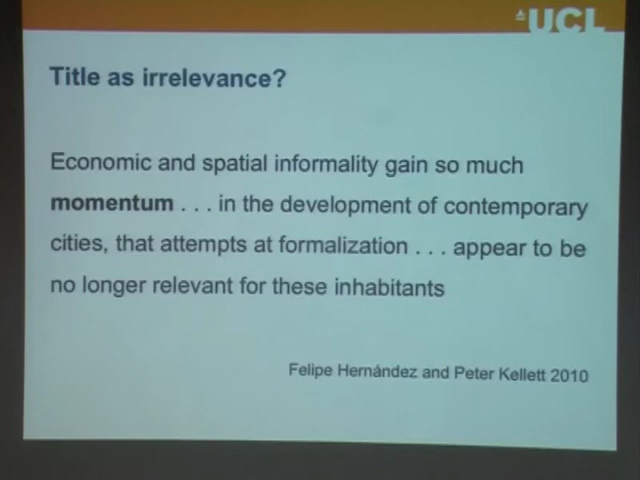 UCL
Title as irrelevance?
Economic and spatial informality gain so much
momentum . . . in the development of contemporary
cities, that attempts at formalization . . . appear to be
no longer relevant for these inhabitants
Felipe Hernández and Peter Kellett 2010